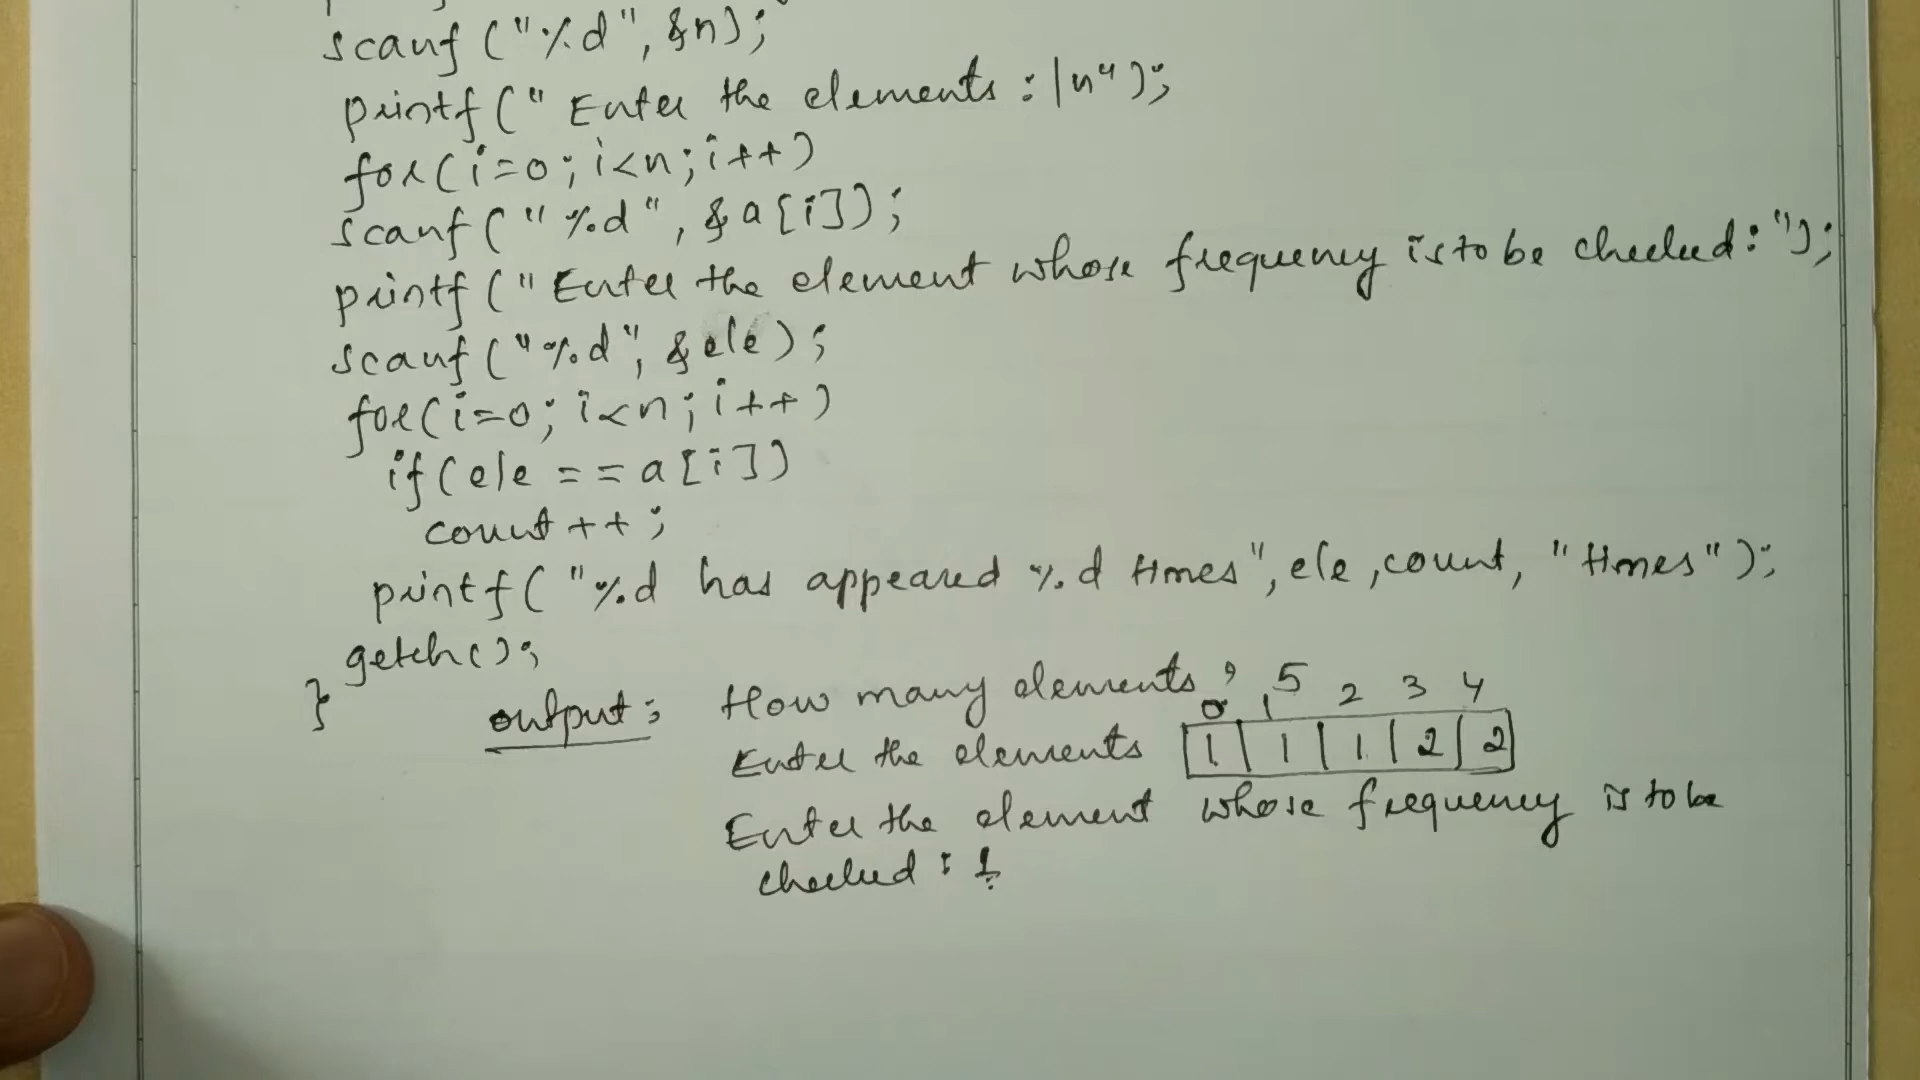 scanf ("%d", &n);
printf (" Enter the elements : \n");
for(i=0; i<n; i++)
scanf ("%d", &a[i]);
printf ("Enter the element whose frequency is to be checked: ");
scanf ("%d", &ele);
for(i=0; i<n; i++)
if(ele == a[i])
count++;
printf ("%d has appeared %d times", ele, count, "times");
getch();
}
output: How many elements ? 5
0 1 2 3 4
Enter the elements 1 1 1 2 2
Enter the element whose frequency is to be
checked : 1